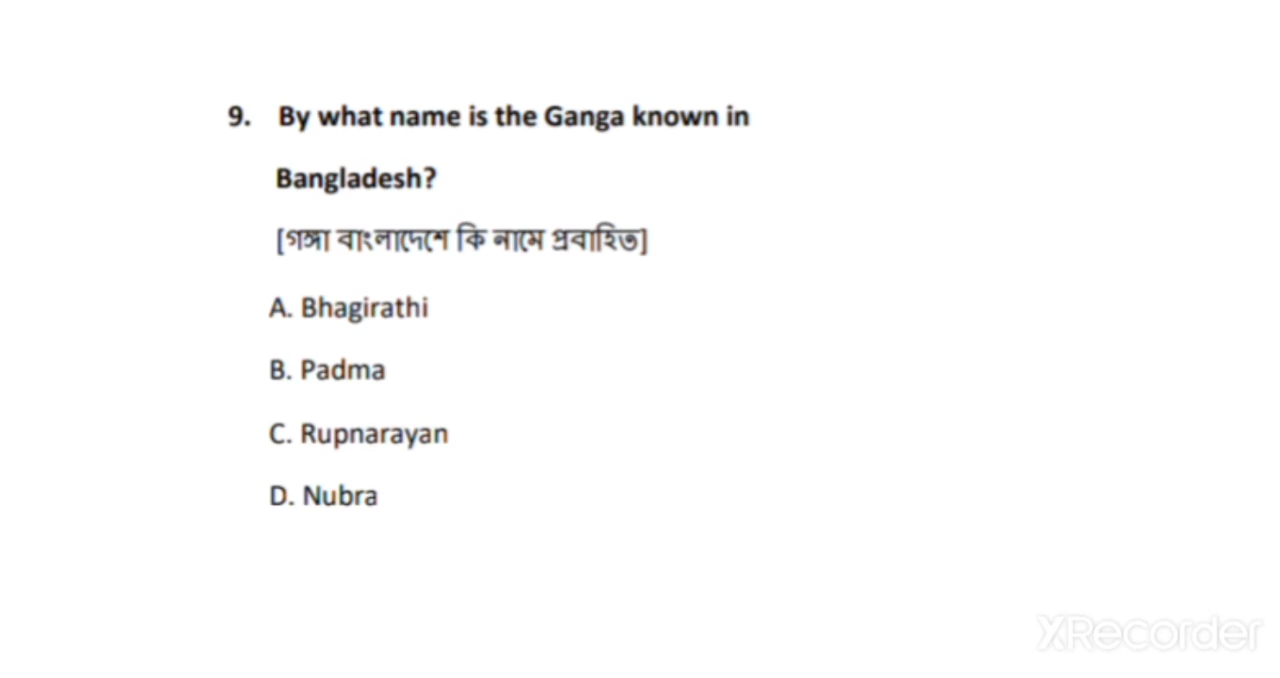 9. By what name is the Ganga known in
Bangladesh?
[গঙ্গা বাংলাদেশে কি নামে প্রবাহিত]
A. Bhagirathi
B. Padma
C. Rupnarayan
D. Nubra
XRecorder